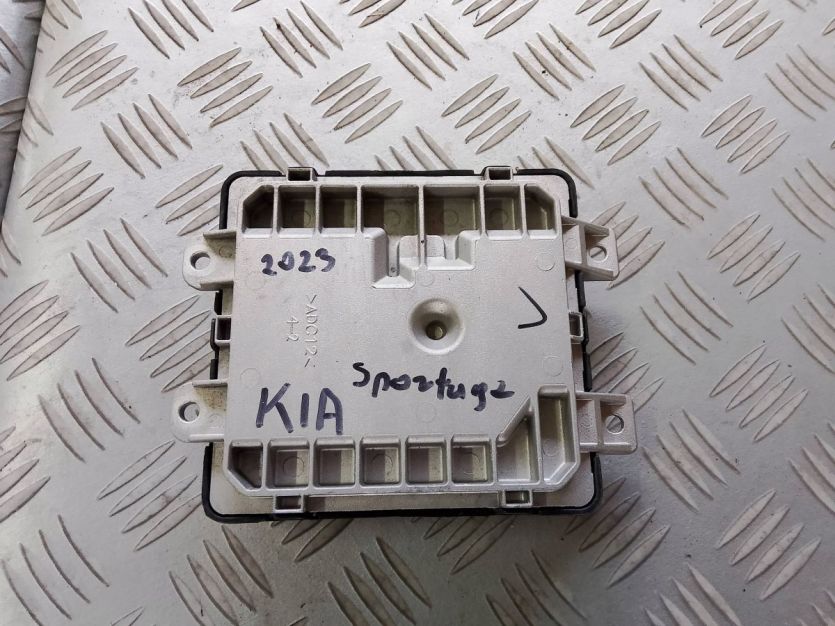 2023
>ADC12<
4-2
Sportage
KIA